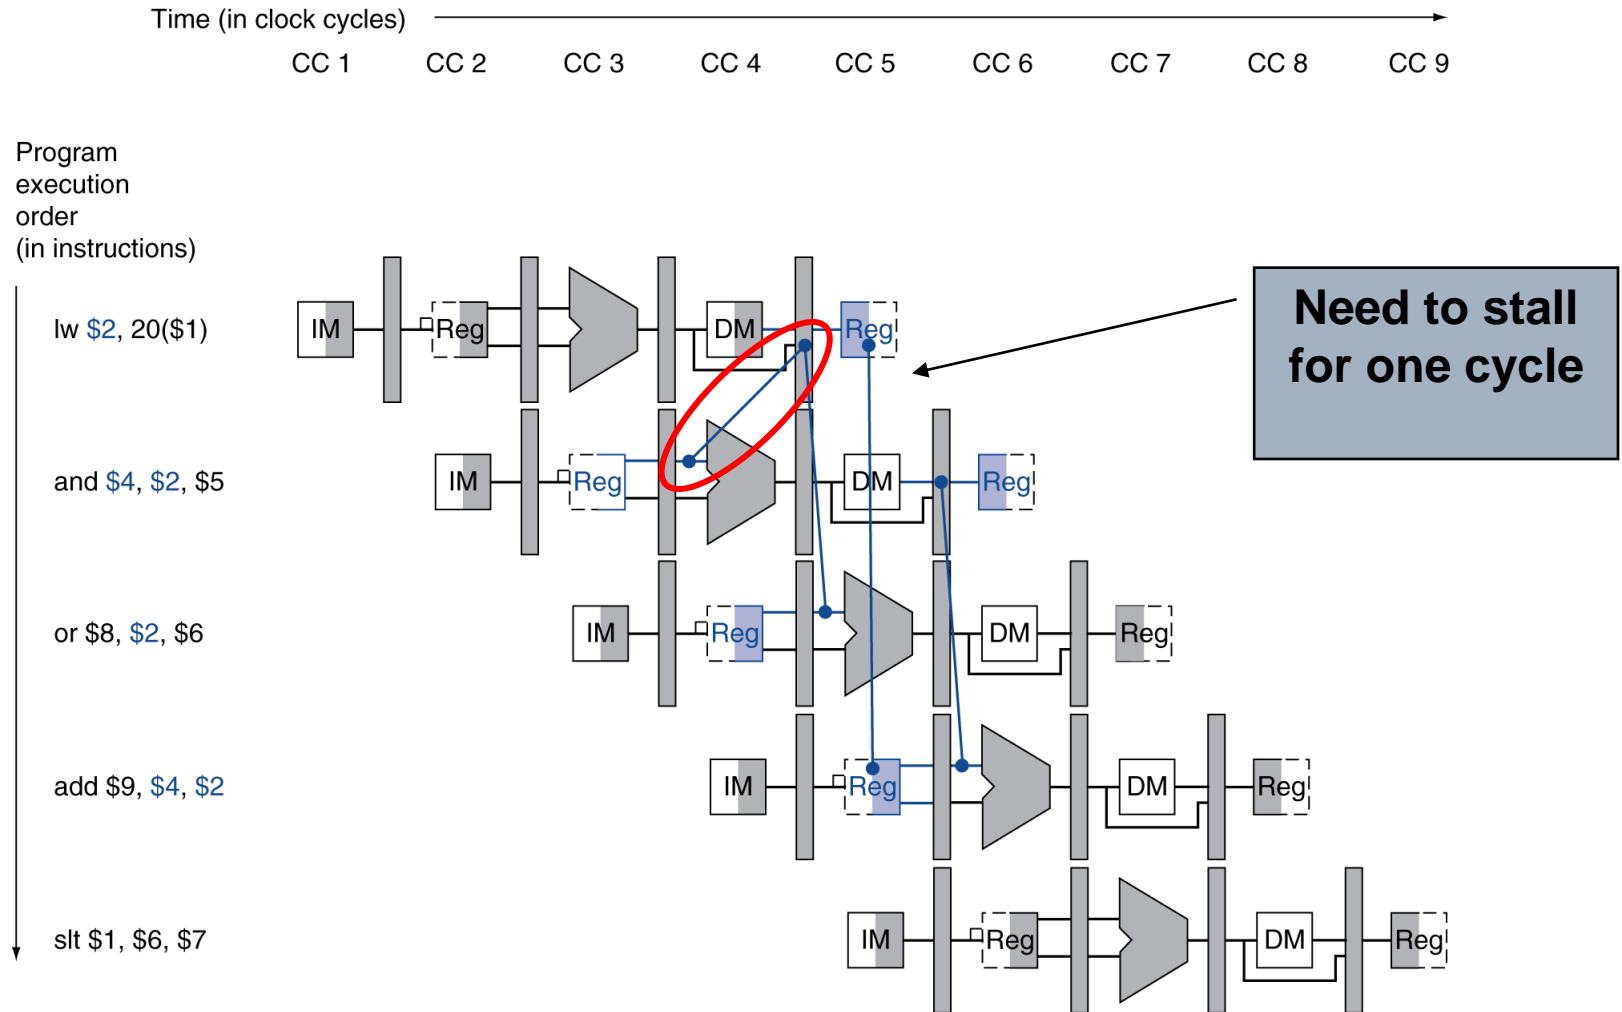 Time (in clock cycles)
CC 1 CC 2 CC 3 CC 4 CC 5 CC 6 CC 7 CC 8 CC 9
Program
execution
order
(in instructions)
Need to stall
for one cycle
lw $2, 20($1) IM Reg DM Reg
and $4, $2, $5 IM Reg DM Reg
or $8, $2, $6 IM Reg DM Reg
add $9, $4, $2 IM Reg DM Reg
slt $1, $6, $7 IM Reg DM Reg